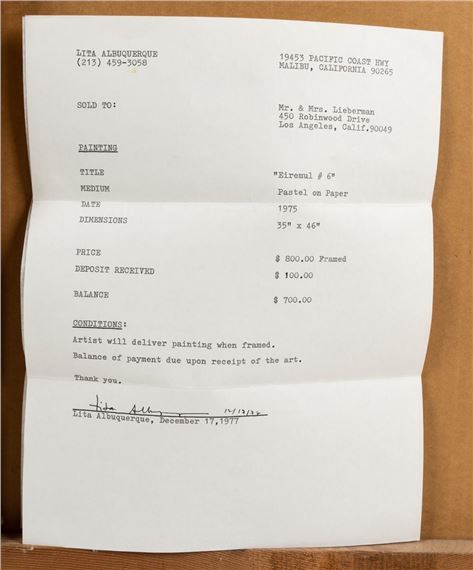 LITA ALBUQUERQUE
(213) 459-3058
19453 PACIFIC COAST HWY
MALIBU, CALIFORNIA 90265
SOLD TO:
Mr. & Mrs. Lieberman
450 Robinwood Drive
Los Angeles, Calif.90049
PAINTING
TITLE "Eiremul # 6"
MEDIUM Pastel on Paper
DATE 1975
DIMENSIONS 35" x 46"
PRICE $ 800.00 Framed
DEPOSIT RECEIVED $ 100.00
BALANCE $ 700.00
CONDITIONS:
Artist will deliver painting when framed.
Balance of payment due upon receipt of the art.
Thank you.
Lita
Lita Albuquerque, December 17,1977